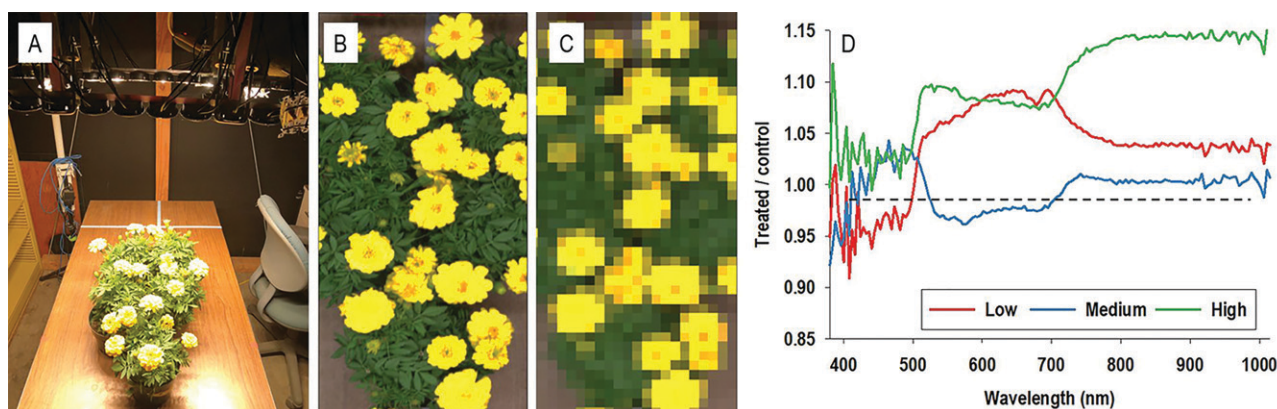 A
B
C
D
1.15
1.10
1.05
1.00
0.95
0.90
0.85
Treated / control
Low Medium High
400 500 600 700 800 900 1000
Wavelength (nm)